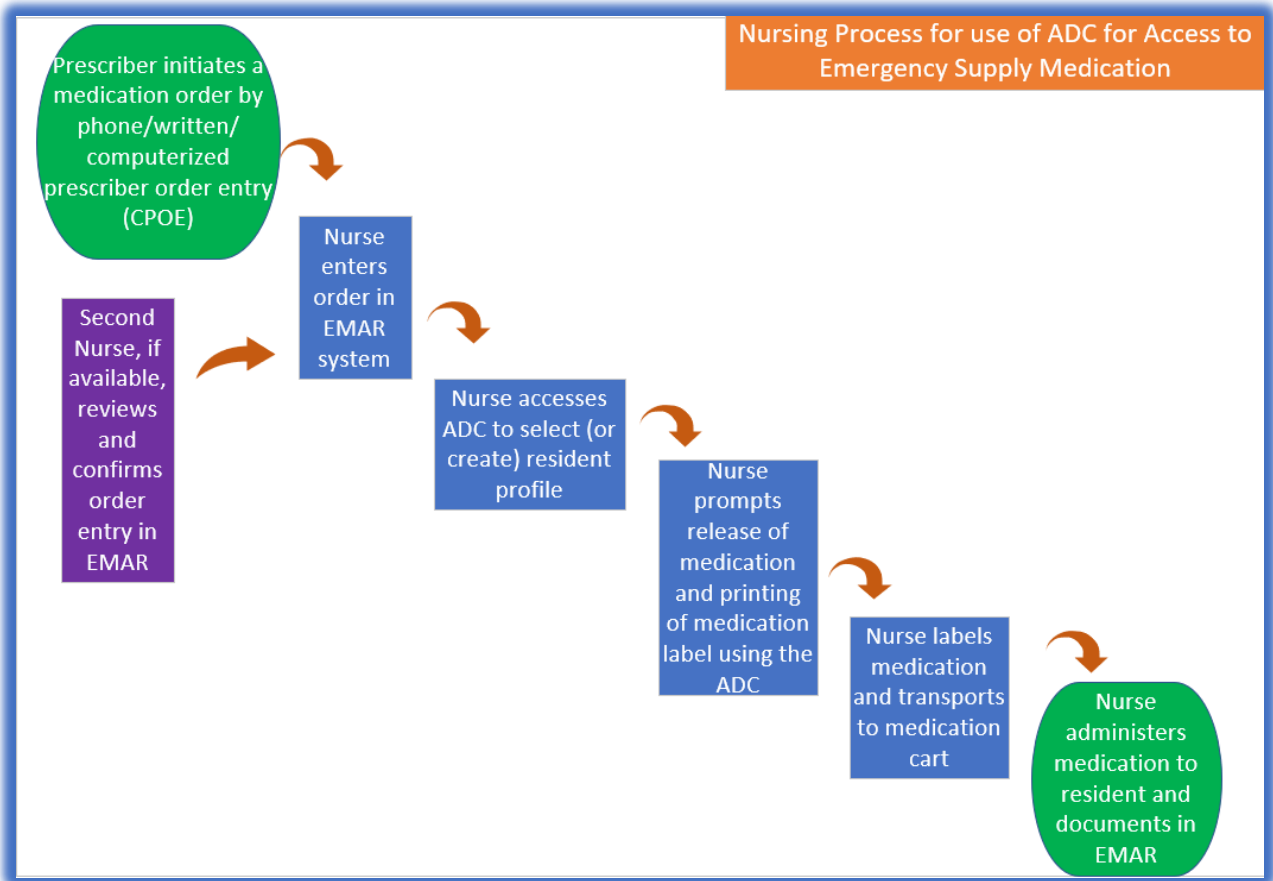 Nursing Process for use of ADC for Access to
Emergency Supply Medication
Prescriber initiates a
medication order by
phone/written/
computerized
prescriber order entry
(CPOE)
Nurse
enters
order in
EMAR
system
Second
Nurse, if
available,
reviews
and
confirms
order
entry in
EMAR
Nurse accesses
ADC to select (or
create) resident
profile
Nurse
prompts
release of
medication
and printing
of medication
label using the
ADC
Nurse labels
medication
and transports
to medication
cart
Nurse
administers
medication to
resident and
documents in
EMAR